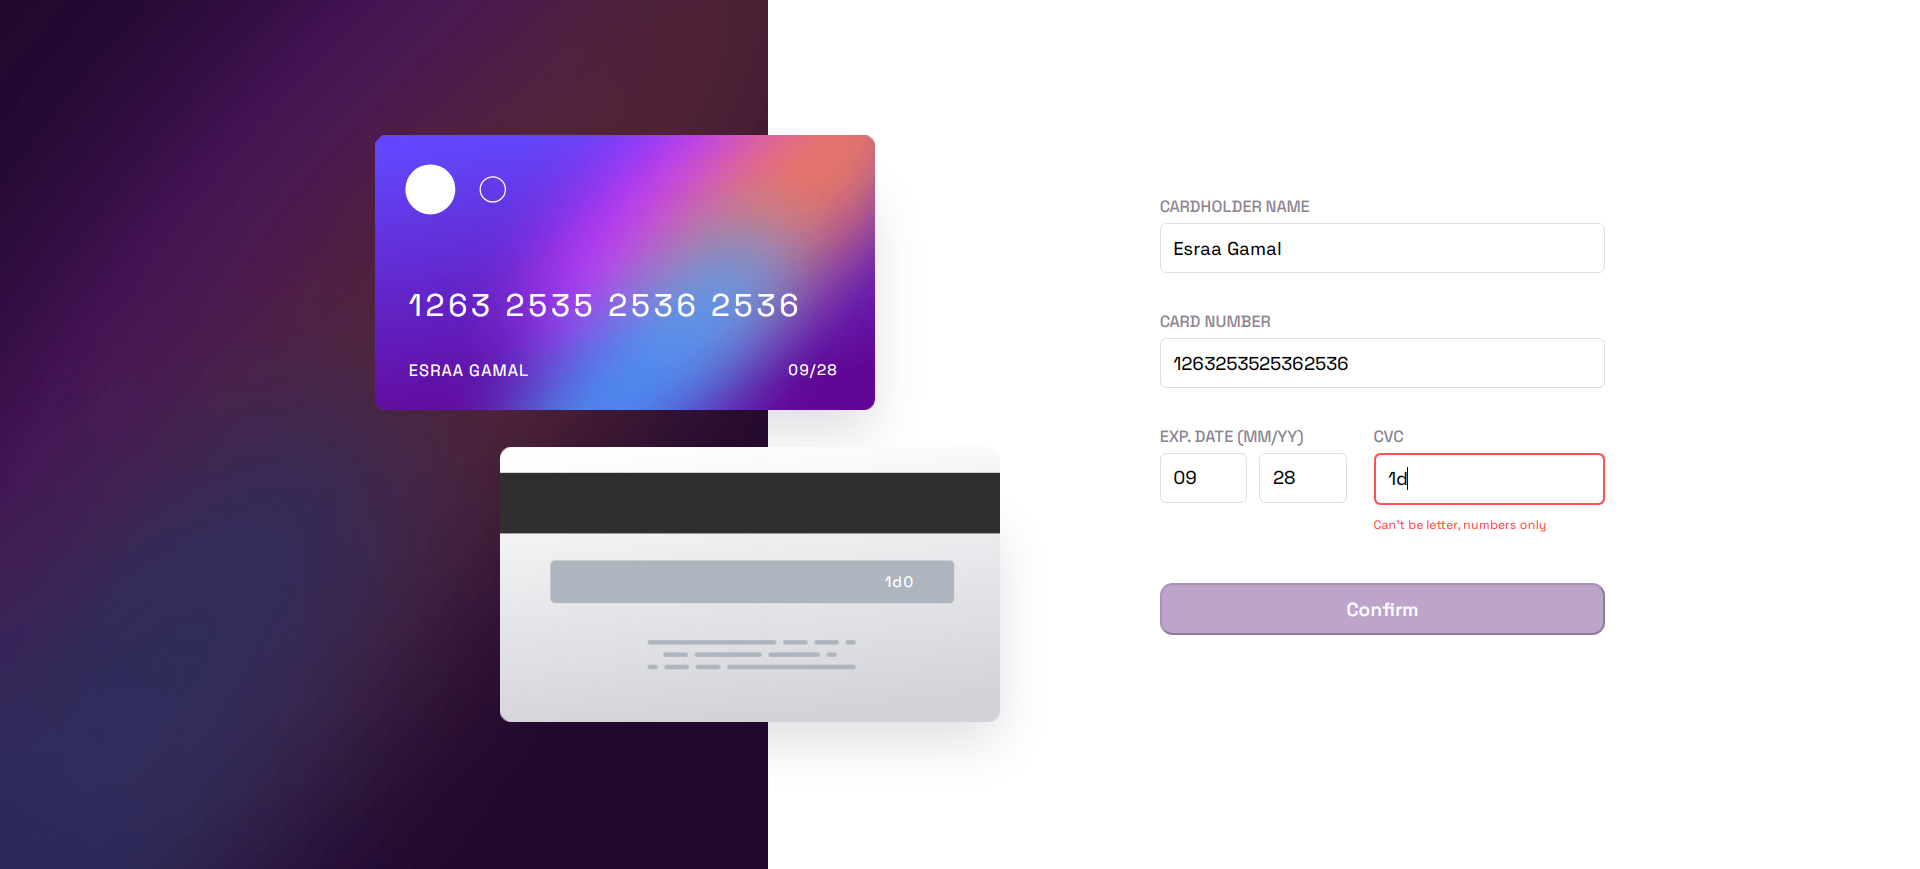 1263 2535 2536 2536
ESRAA GAMAL 09/28
1d0
CARDHOLDER NAME
Esraa Gamal
CARD NUMBER
1263253525362536
EXP. DATE (MM/YY) CVC
09 28 1d
Can't be letter, numbers only
Confirm